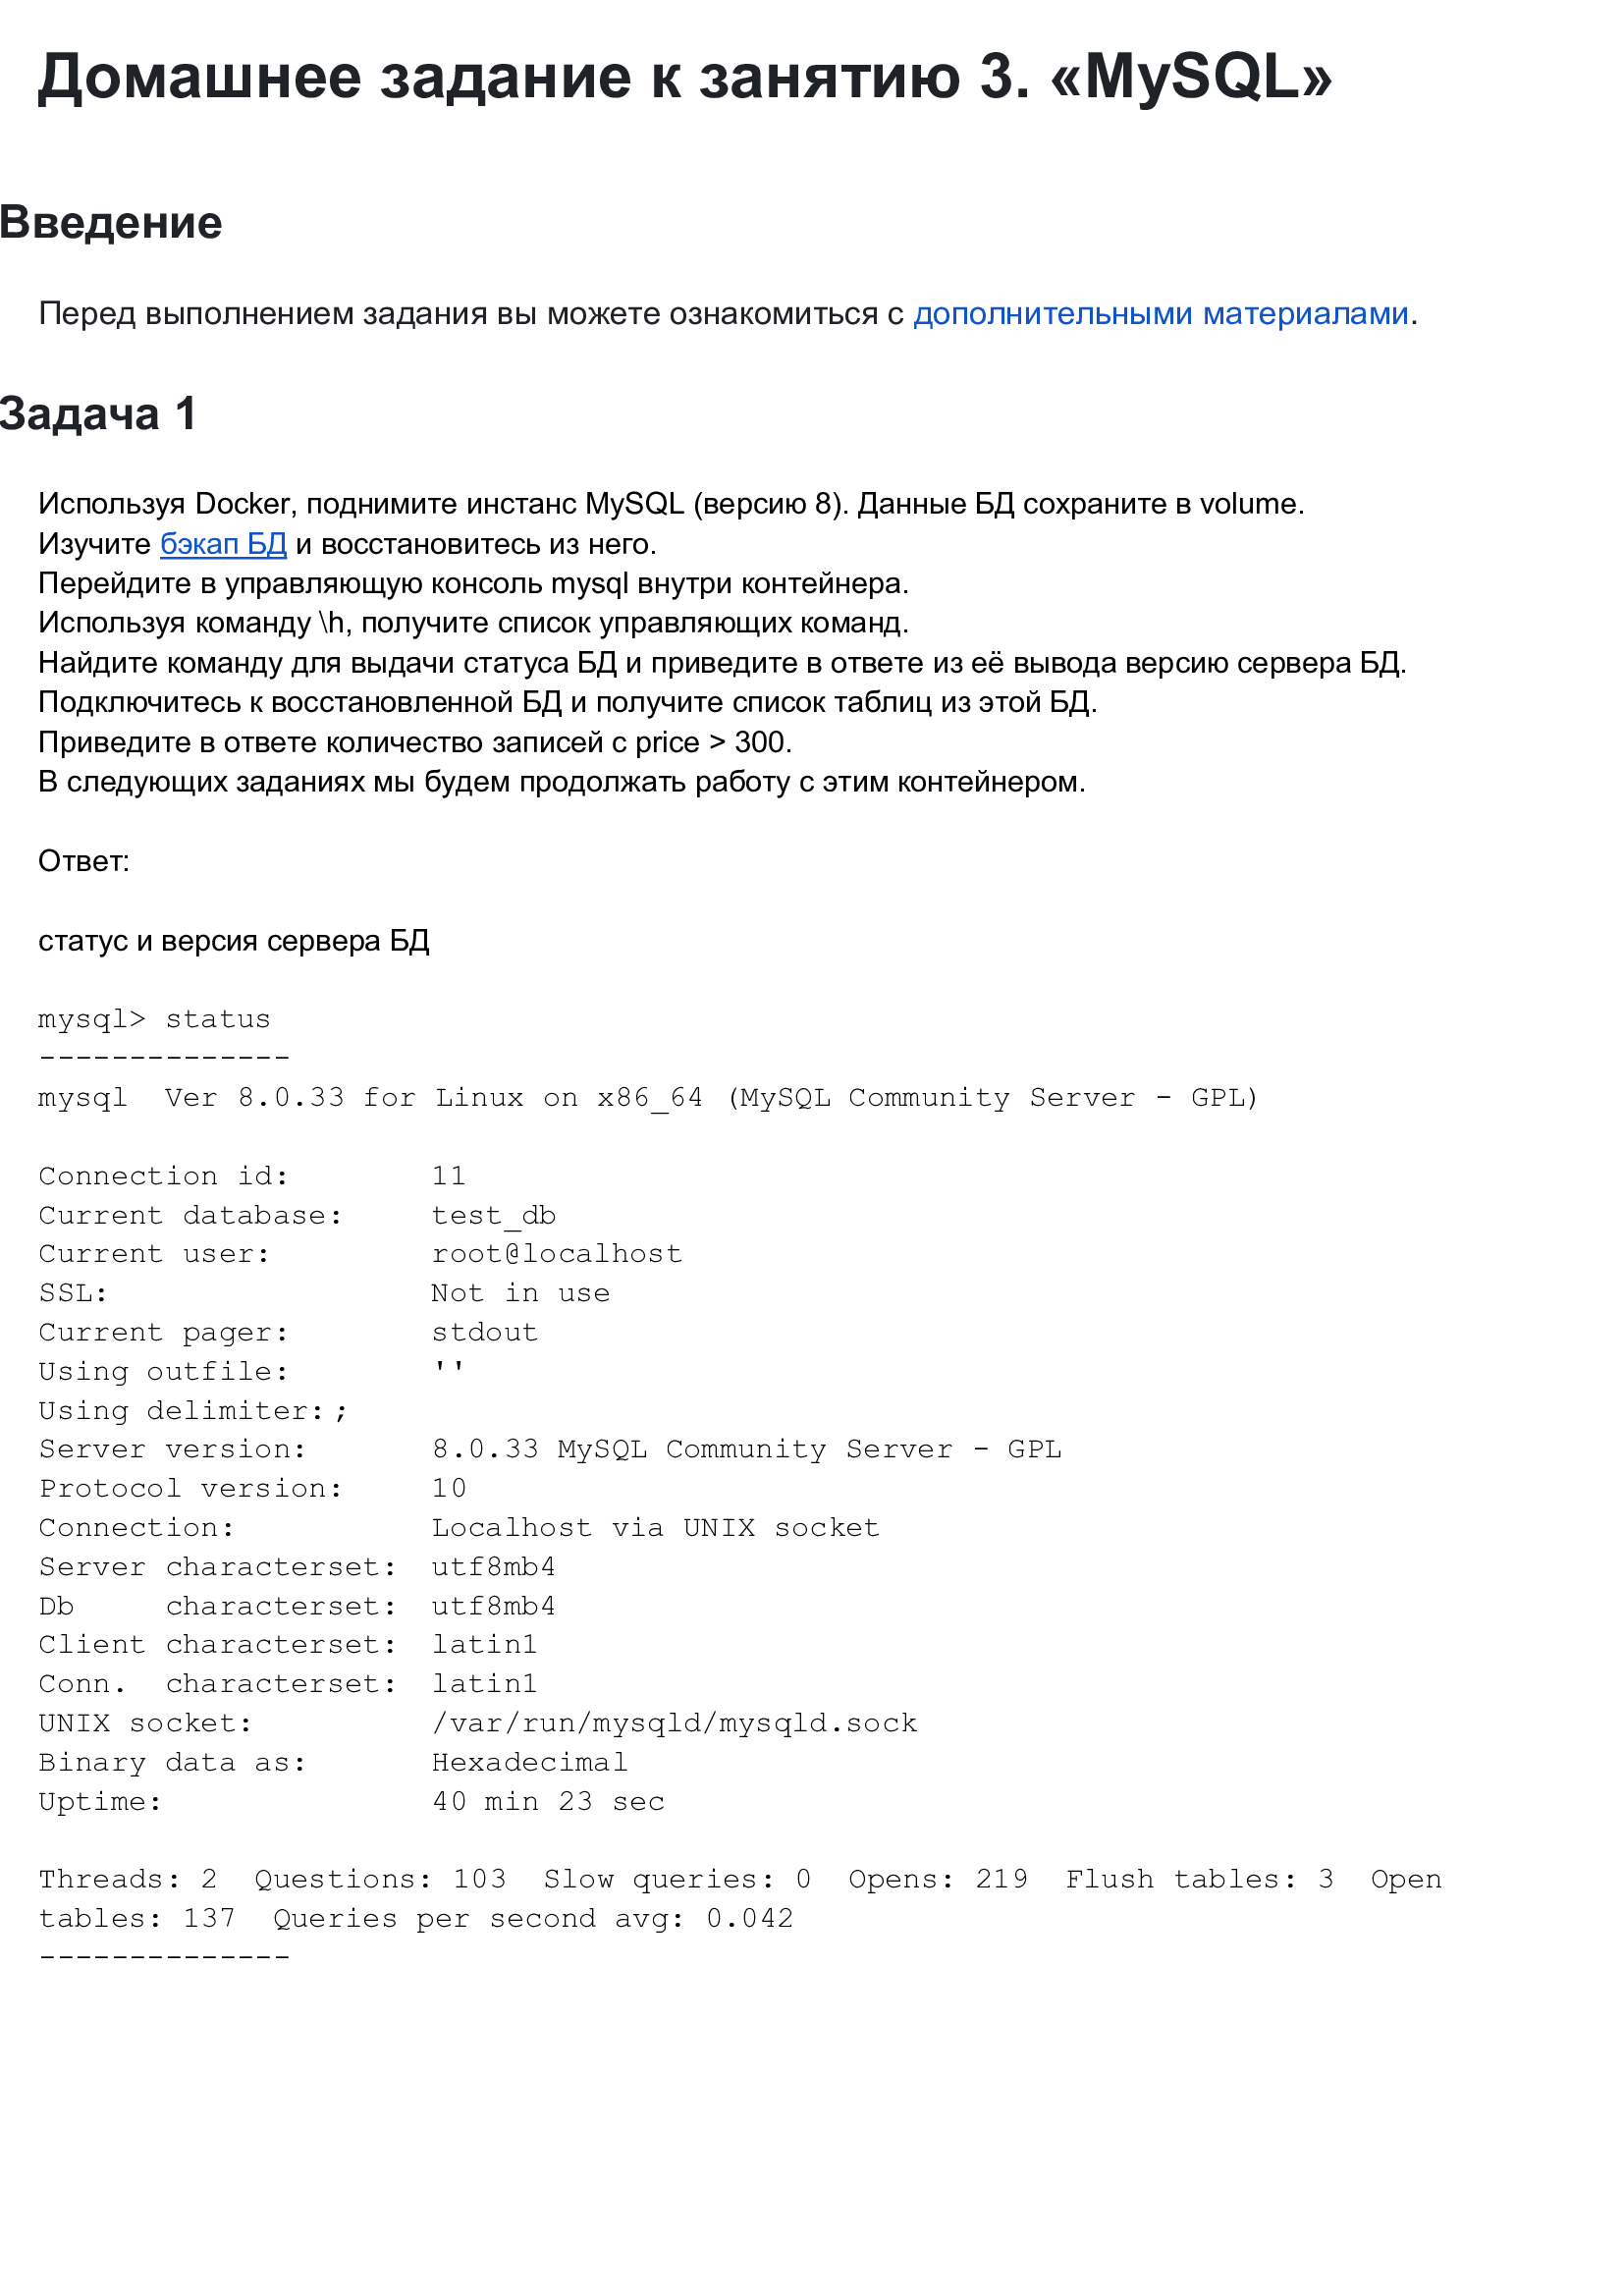 Домашнее задание к занятию 3. «MySQL»
Введение
Перед выполнением задания вы можете ознакомиться с дополнительными материалами.
Задача 1
Используя Docker, поднимите инстанс MySQL (версию 8). Данные БД сохраните в volume.
Изучите бэкап БД и восстановитесь из него.
Перейдите в управляющую консоль mysql внутри контейнера.
Используя команду \h, получите список управляющих команд.
Найдите команду для выдачи статуса БД и приведите в ответе из её вывода версию сервера БД.
Подключитесь к восстановленной БД и получите список таблиц из этой БД.
Приведите в ответе количество записей с price > 300.
В следующих заданиях мы будем продолжать работу с этим контейнером.
Ответ:
статус и версия сервера БД
mysql> status
--------------
mysql  Ver 8.0.33 for Linux on x86_64 (MySQL Community Server - GPL)
Connection id:        11
Current database:     test_db
Current user:         root@localhost
SSL:                  Not in use
Current pager:        stdout
Using outfile:        ''
Using delimiter: ;
Server version:       8.0.33 MySQL Community Server - GPL
Protocol version:     10
Connection:           Localhost via UNIX socket
Server characterset:  utf8mb4
Db     characterset:  utf8mb4
Client characterset:  latin1
Conn.  characterset:  latin1
UNIX socket:          /var/run/mysqld/mysqld.sock
Binary data as:       Hexadecimal
Uptime:               40 min 23 sec
Threads: 2  Questions: 103  Slow queries: 0  Opens: 219  Flush tables: 3  Open
tables: 137  Queries per second avg: 0.042
--------------